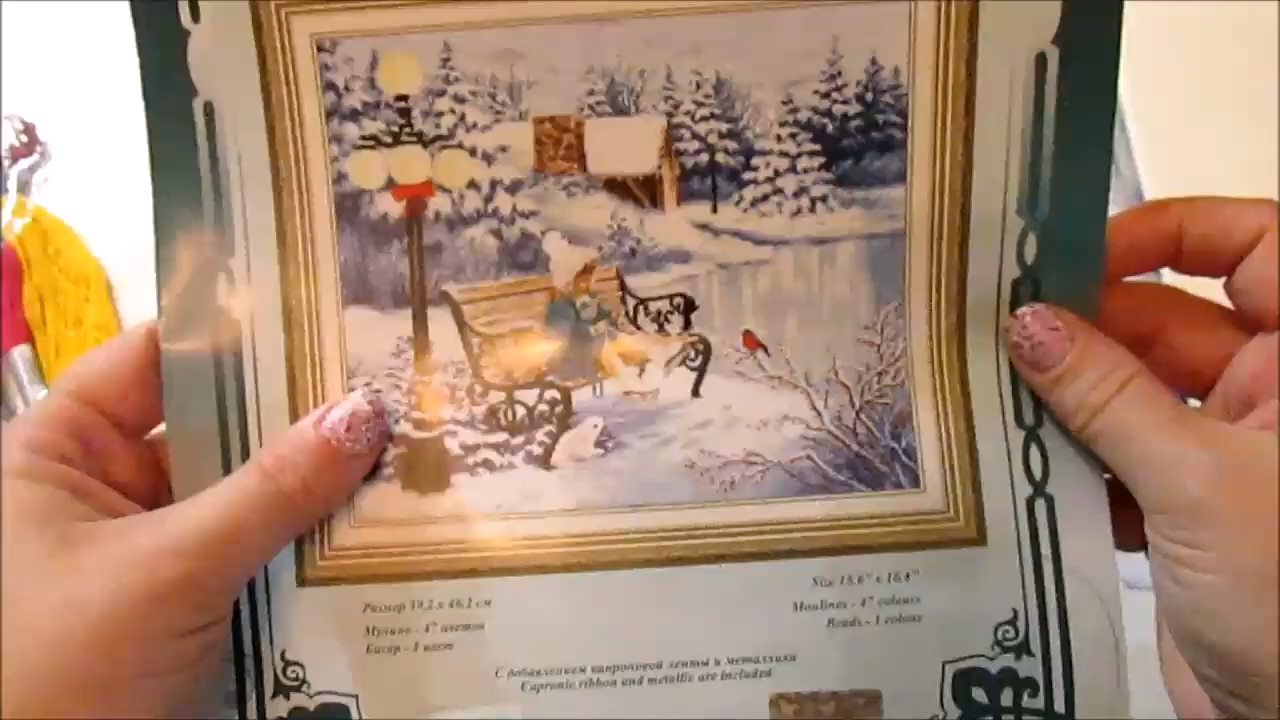 Размер 39,2 х 46,2 см
Мулине - 47 цветов
Бисер - 1 цвет
Size 15,6" x 18,4"
Moulines - 47 colours
Beads - 1 colour
С добавлением капроновой ленты и металлика
Capronic ribbon and metallic are included